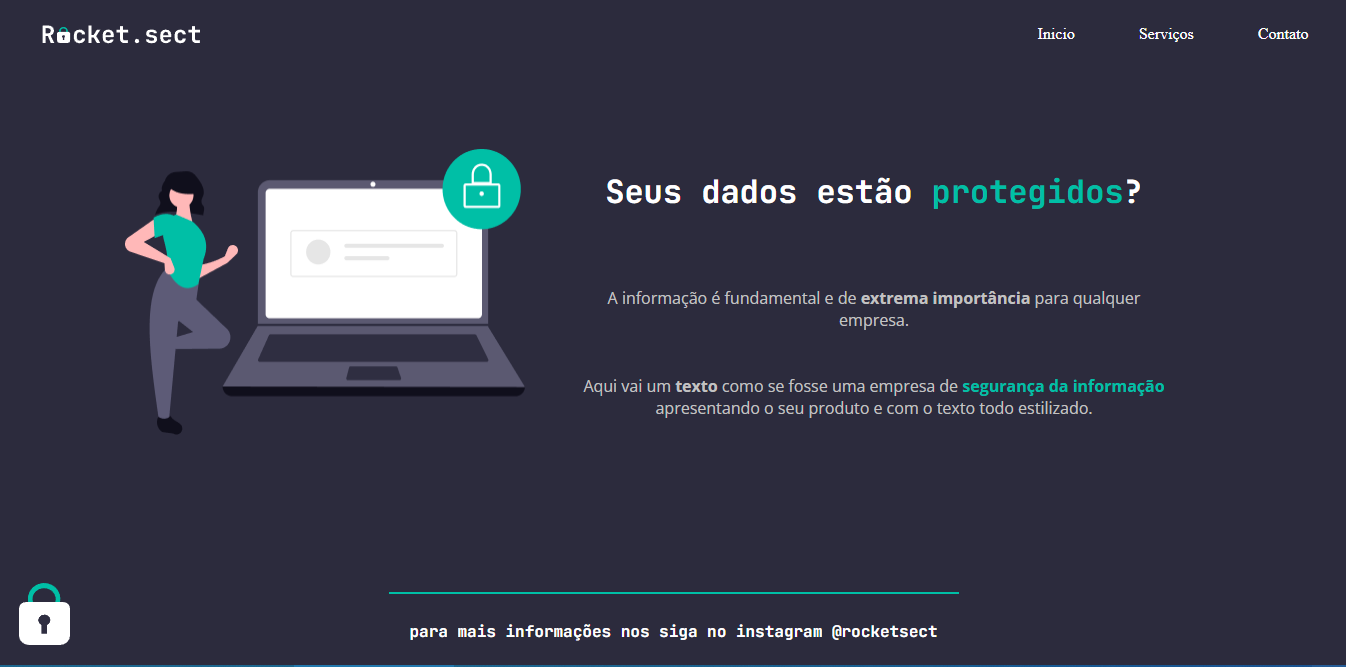 Rocket.sect
Inicio
Serviços
Contato
Seus dados estão protegidos?
A informação é fundamental e de extrema importância para qualquer
empresa.
Aqui vai um texto como se fosse uma empresa de segurança da informação
apresentando o seu produto e com o texto todo estilizado.
para mais informações nos siga no instagram @rocketsect